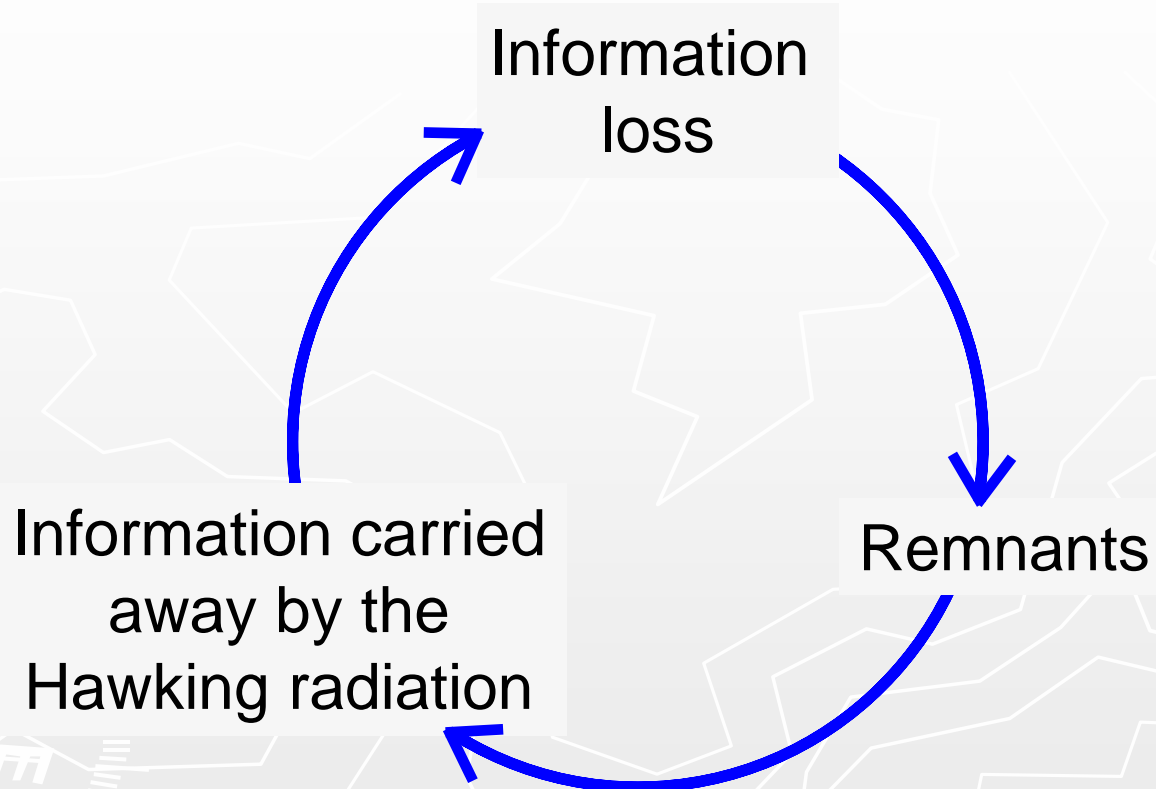 Information
loss
Remnants
Information carried
away by the
Hawking radiation